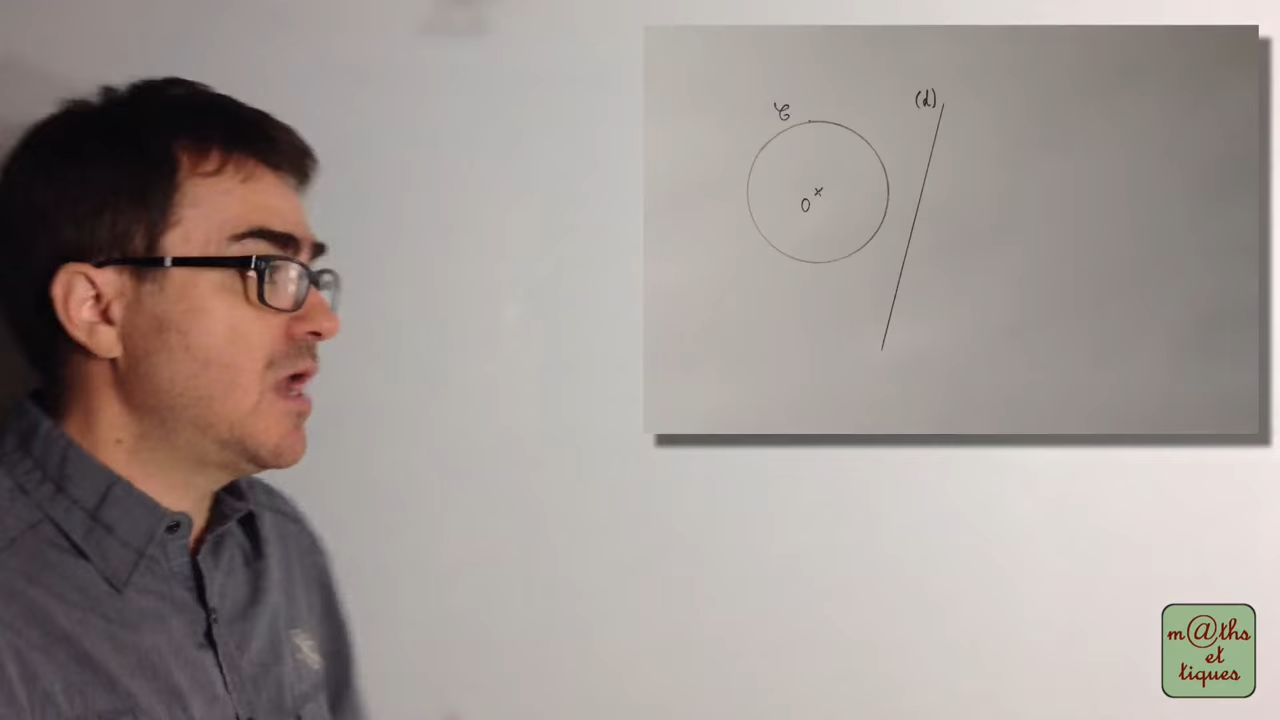 𝒞
(d)
O
m@ths
et
tiques